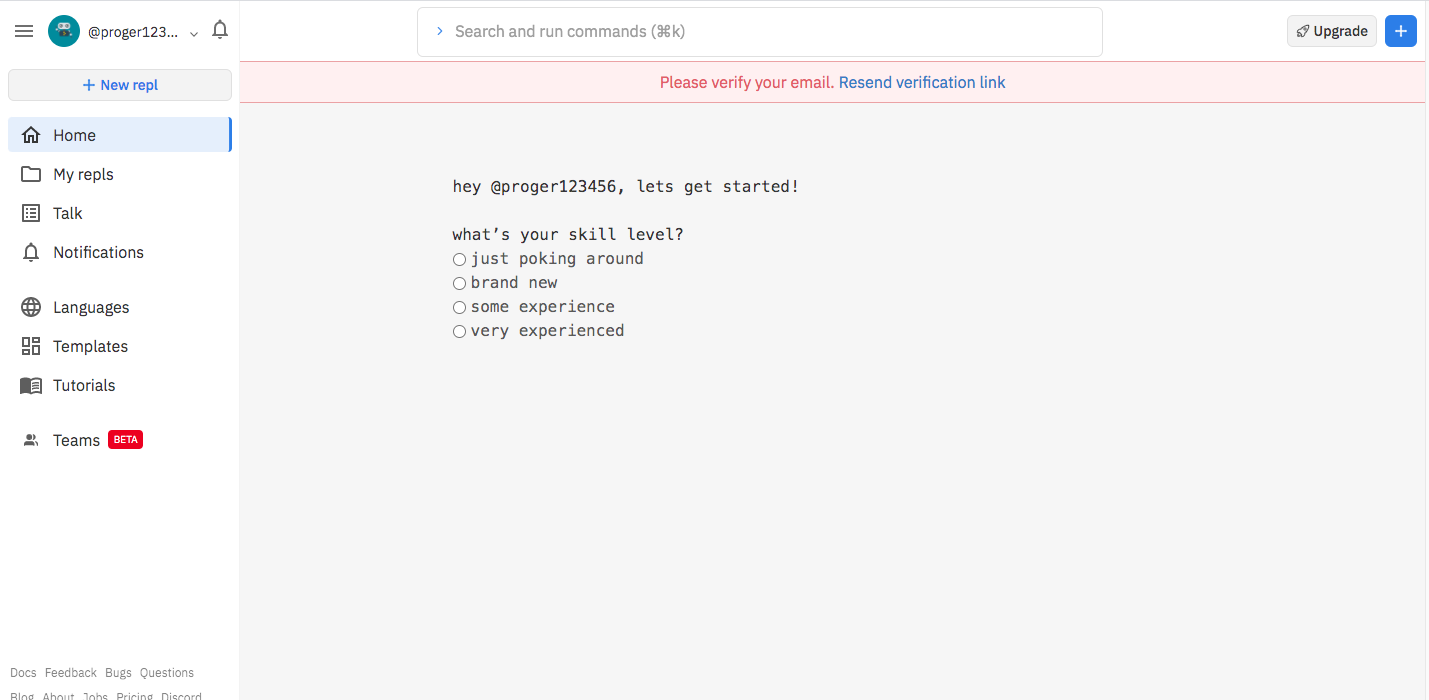 @proger123...
Search and run commands (⌘k)
Upgrade
+
+ New repl
Please verify your email. Resend verification link
Home
My repls
Talk
Notifications
Languages
Templates
Tutorials
Teams BETA
hey @proger123456, lets get started!
what’s your skill level?
just poking around
brand new
some experience
very experienced
Docs Feedback Bugs Questions
Blog About Jobs Pricing Discord